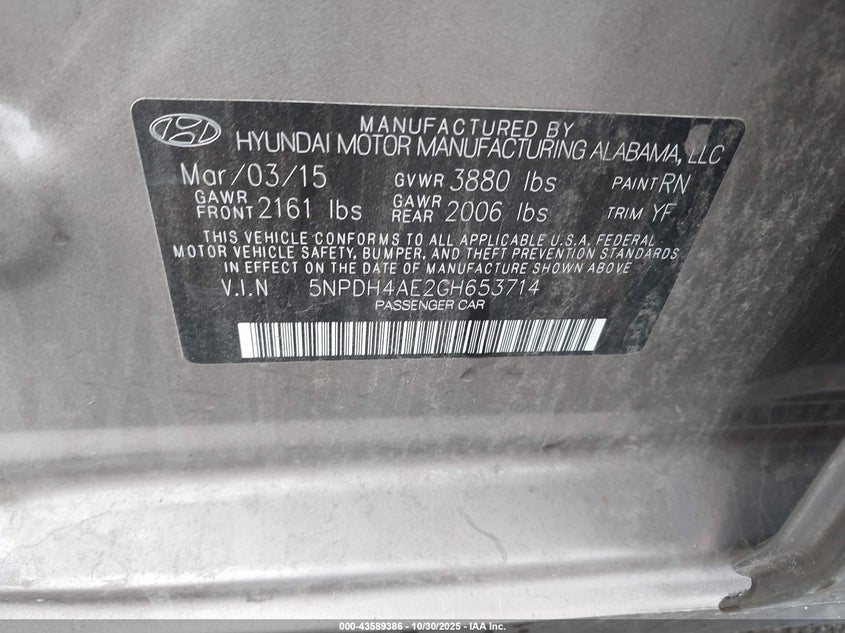 MANUFACTURED BY
HYUNDAI MOTOR MANUFACTURING ALABAMA, LLC
Mar/03/15 GVWR 3880 lbs PAINT RN
GAWR FRONT 2161 lbs GAWR REAR 2006 lbs TRIM YF
THIS VEHICLE CONFORMS TO ALL APPLICABLE U.S.A. FEDERAL
MOTOR VEHICLE SAFETY, BUMPER, AND THEFT PREVENTION STANDARDS
IN EFFECT ON THE DATE OF MANUFACTURE SHOWN ABOVE
V.I.N 5NPDH4AE2GH653714
PASSENGER CAR
000-43589386 - 10/30/2025 - IAA Inc.